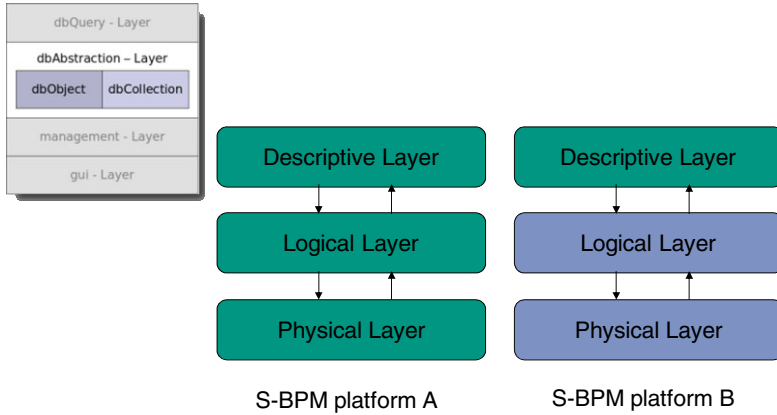 dbQuery - Layer
dbAbstraction – Layer
dbObject
dbCollection
management - Layer
gui - Layer
Descriptive Layer
Logical Layer
Physical Layer
S-BPM platform A
Descriptive Layer
Logical Layer
Physical Layer
S-BPM platform B